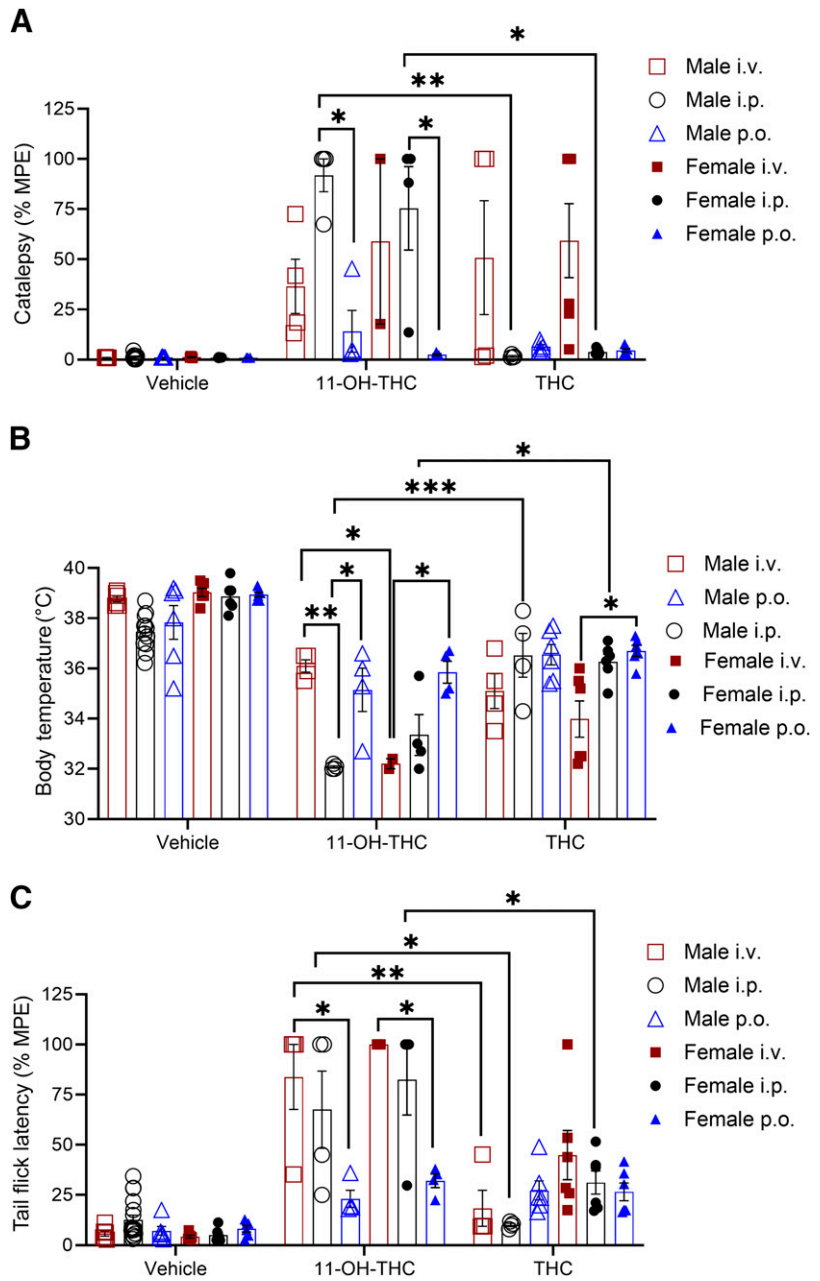 A
*
**
*
*
125
100
75
50
25
0
Catalepsy (% MPE)
Vehicle
11-OH-THC
THC
Male i.v.
Male i.p.
Male p.o.
Female i.v.
Female i.p.
Female p.o.
B
*
***
*
*
*
**
*
40
38
36
34
32
30
Body temperature (°C)
Vehicle
11-OH-THC
THC
Male i.v.
Male p.o.
Male i.p.
Female i.v.
Female i.p.
Female p.o.
C
*
*
**
*
*
125
100
75
50
25
0
Tail flick latency (% MPE)
Vehicle
11-OH-THC
THC
Male i.v.
Male i.p.
Male p.o.
Female i.v.
Female i.p.
Female p.o.